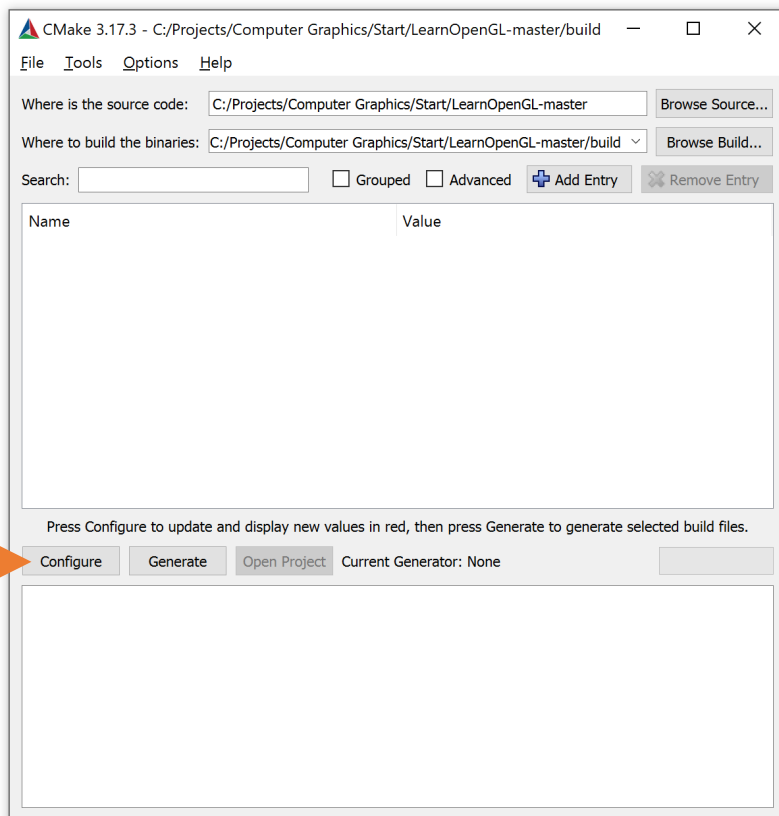 CMake 3.17.3 - C:/Projects/Computer Graphics/Start/LearnOpenGL-master/build
File Tools Options Help
Where is the source code: C:/Projects/Computer Graphics/Start/LearnOpenGL-master Browse Source...
Where to build the binaries: C:/Projects/Computer Graphics/Start/LearnOpenGL-master/build Browse Build...
Search: Grouped Advanced Add Entry Remove Entry
Name Value
Press Configure to update and display new values in red, then press Generate to generate selected build files.
Configure Generate Open Project Current Generator: None